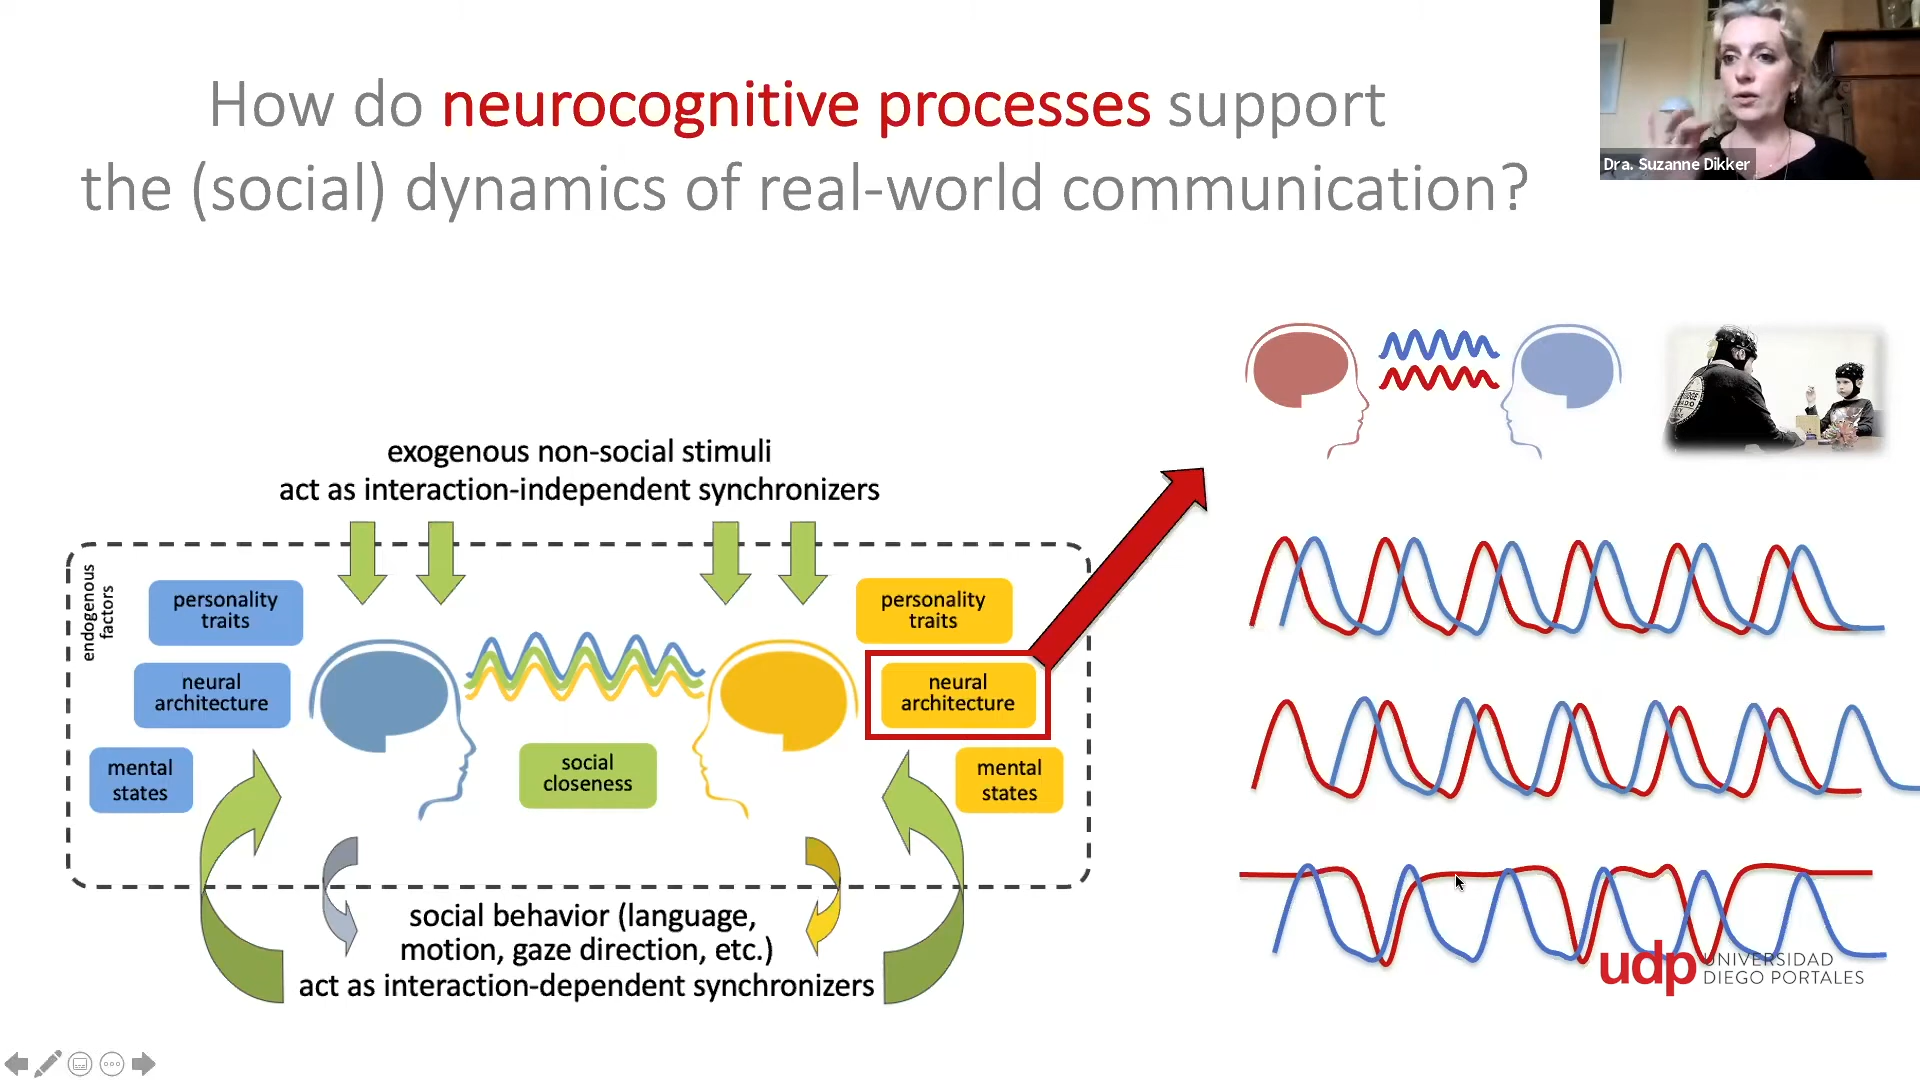 How do neurocognitive processes support
the (social) dynamics of real-world communication?
Dra. Suzanne Dikker
exogenous non-social stimuli
act as interaction-independent synchronizers
endogenous
factors
personality
traits
neural
architecture
mental
states
social
closeness
personality
traits
neural
architecture
mental
states
social behavior (language,
motion, gaze direction, etc.)
act as interaction-dependent synchronizers
udp UNIVERSIDAD
DIEGO PORTALES